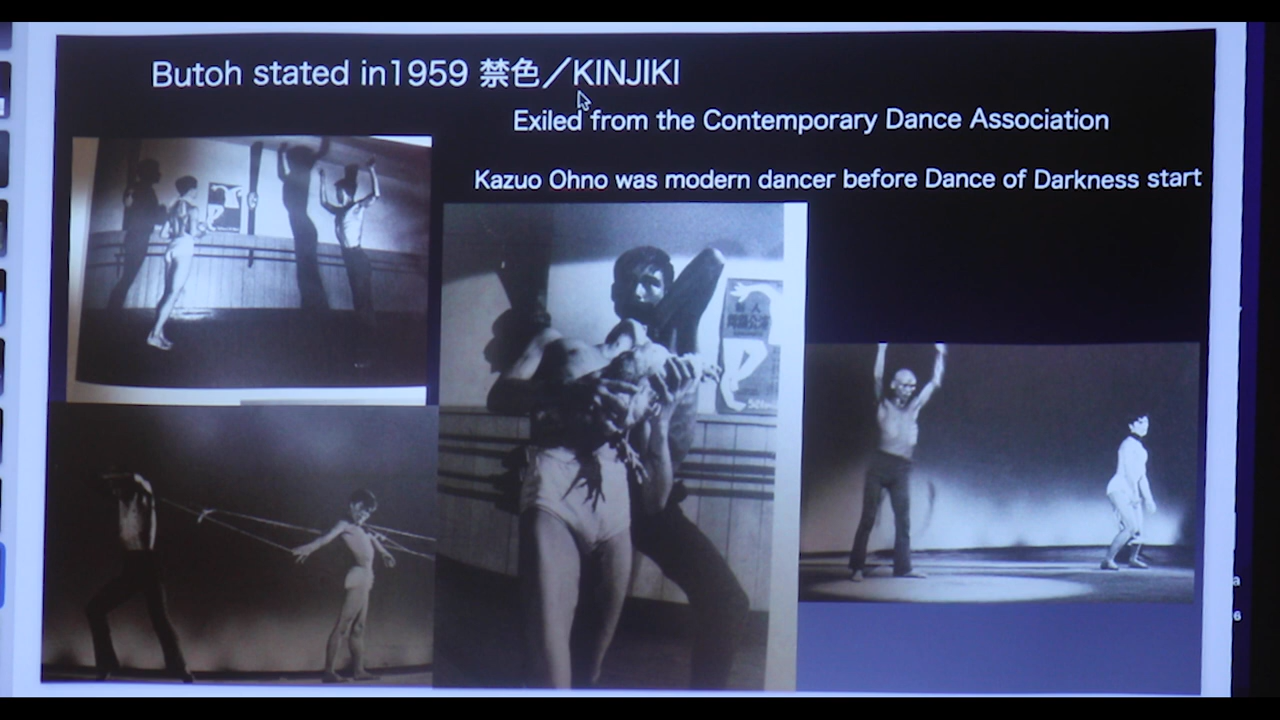 Butoh stated in1959 禁色／KINJIKI
Exiled from the Contemporary Dance Association
Kazuo Ohno was modern dancer before Dance of Darkness start